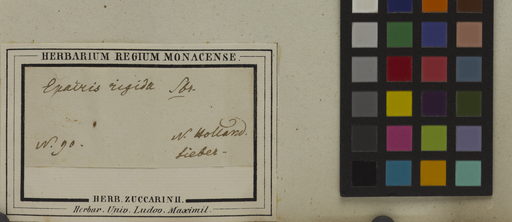 HERBARIUM REGIUM MONACENSE.
Epacris rigida Sbr.
N. 90.
N. Holland.
Sieber.
HERB. ZUCCARINII.
Herbar. Univ. Ludov. Maximil.